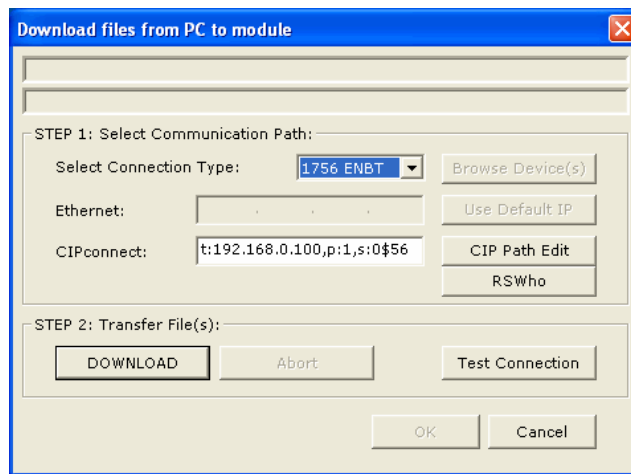 Download files from PC to module
STEP 1: Select Communication Path:
Select Connection Type: 1756 ENBT Browse Device(s)
Ethernet: . . . Use Default IP
CIPconnect: t:192.168.0.100,p:1,s:0$56 CIP Path Edit
RSWho
STEP 2: Transfer File(s):
DOWNLOAD Abort Test Connection
OK Cancel